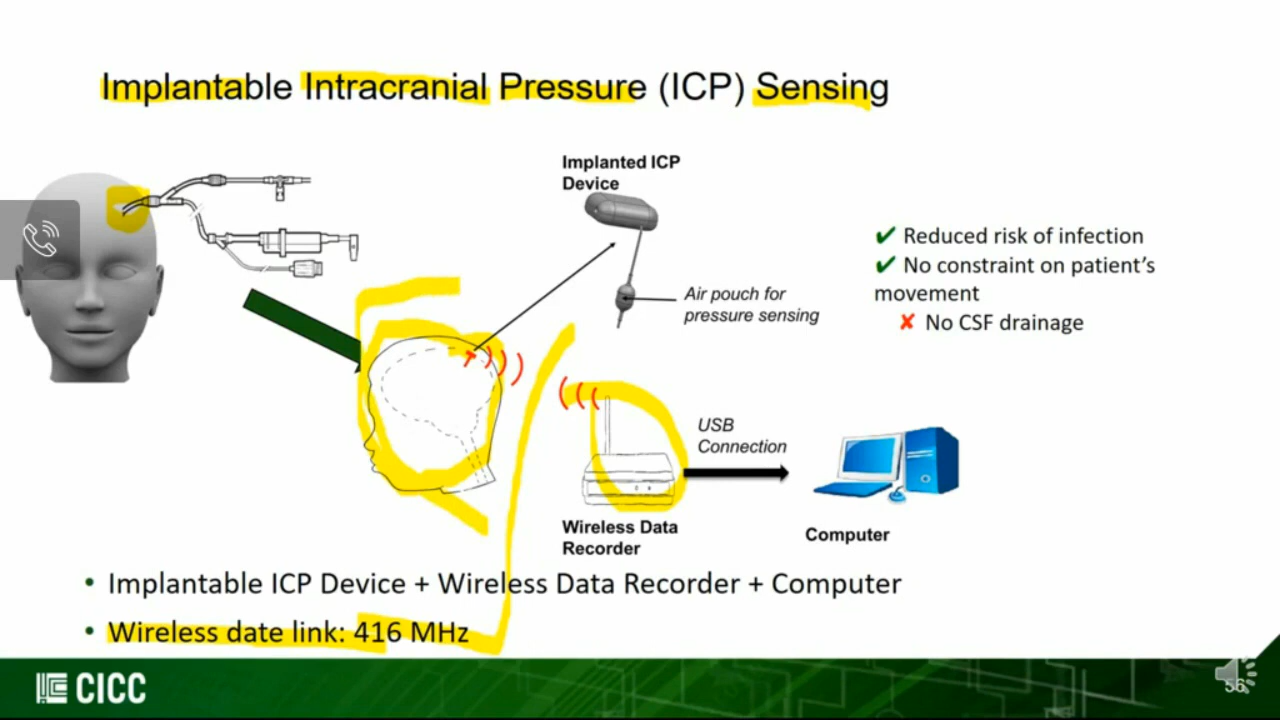 Implantable Intracranial Pressure (ICP) Sensing
Implanted ICP
Device
Air pouch for
pressure sensing
✔ Reduced risk of infection
✔ No constraint on patient's
movement
✘ No CSF drainage
USB
Connection
Wireless Data
Recorder
Computer
• Implantable ICP Device + Wireless Data Recorder + Computer
• Wireless date link: 416 MHz
CICC
56